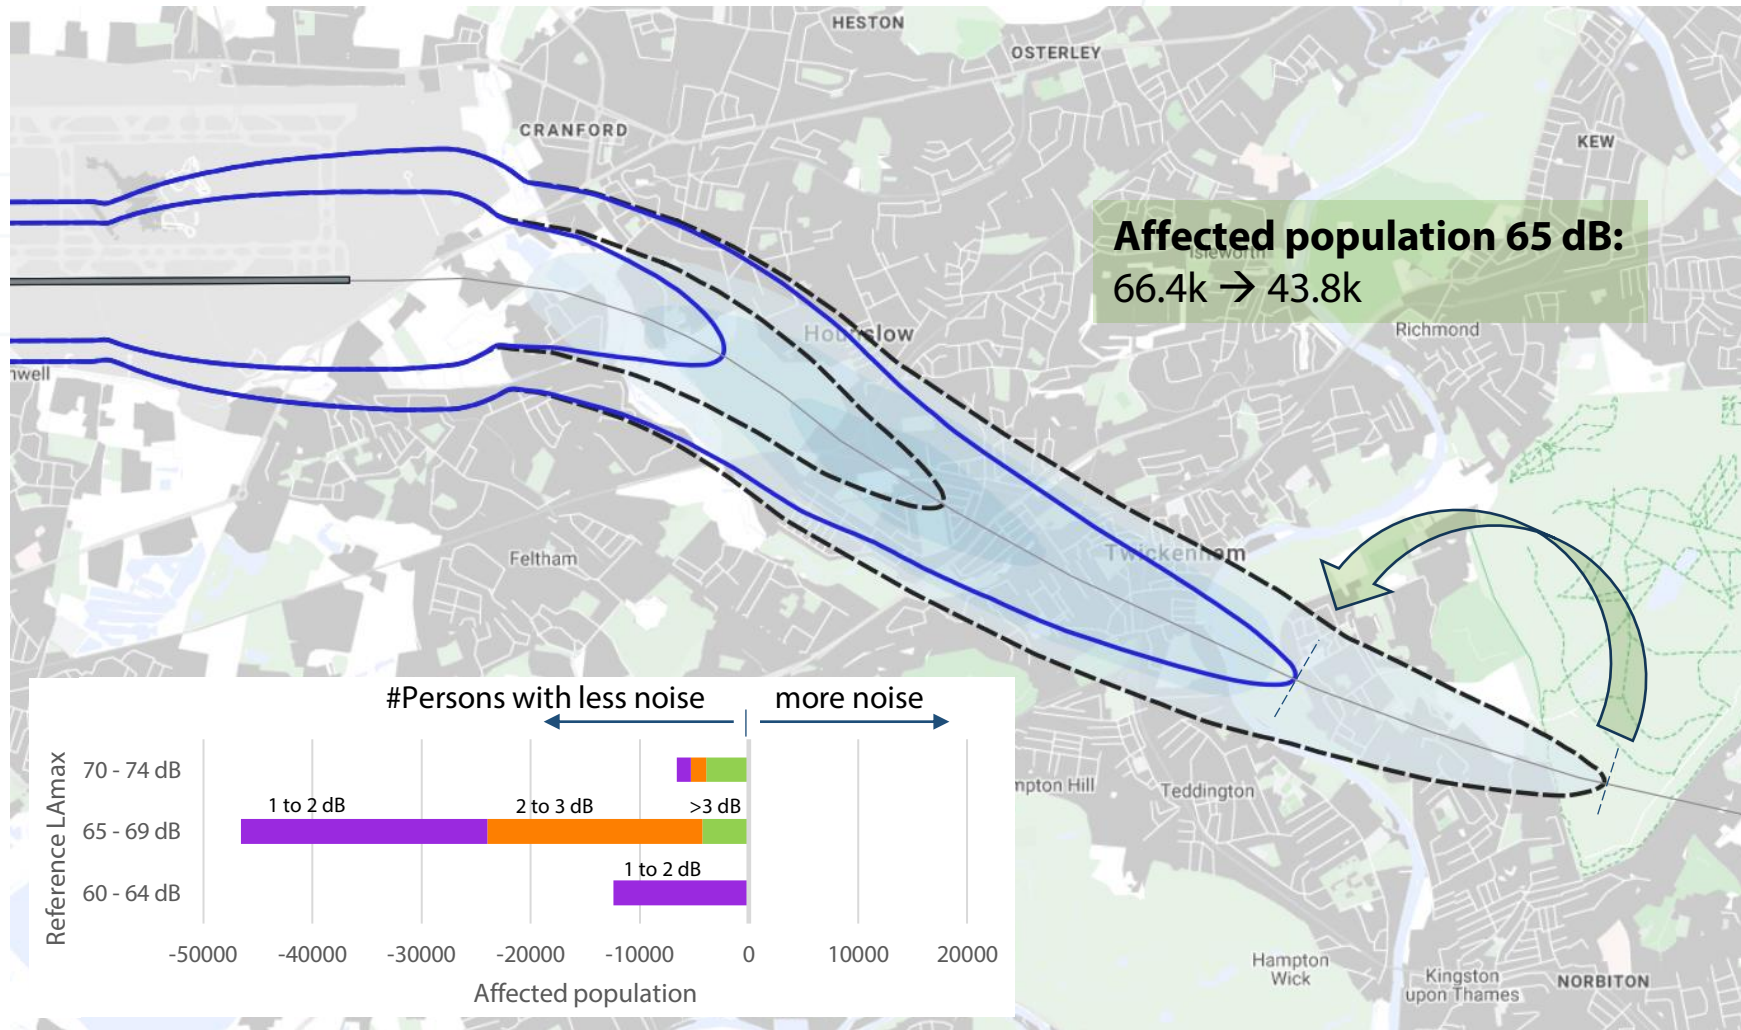 HESTON
OSTERLEY
CRANFORD
KEW
Affected population 65 dB:
Isleworth
66.4k → 43.8k
Hounslow
Richmond
nwell
Feltham
Twickenham
mpton Hill
Teddington
#Persons with less noise
more noise
Reference LAmax
70 - 74 dB
1 to 2 dB
2 to 3 dB
>3 dB
65 - 69 dB
1 to 2 dB
60 - 64 dB
-50000
-40000
-30000
-20000
-10000
0
10000
20000
Affected population
Hampton
Wick
Kingston
upon Thames
NORBITON